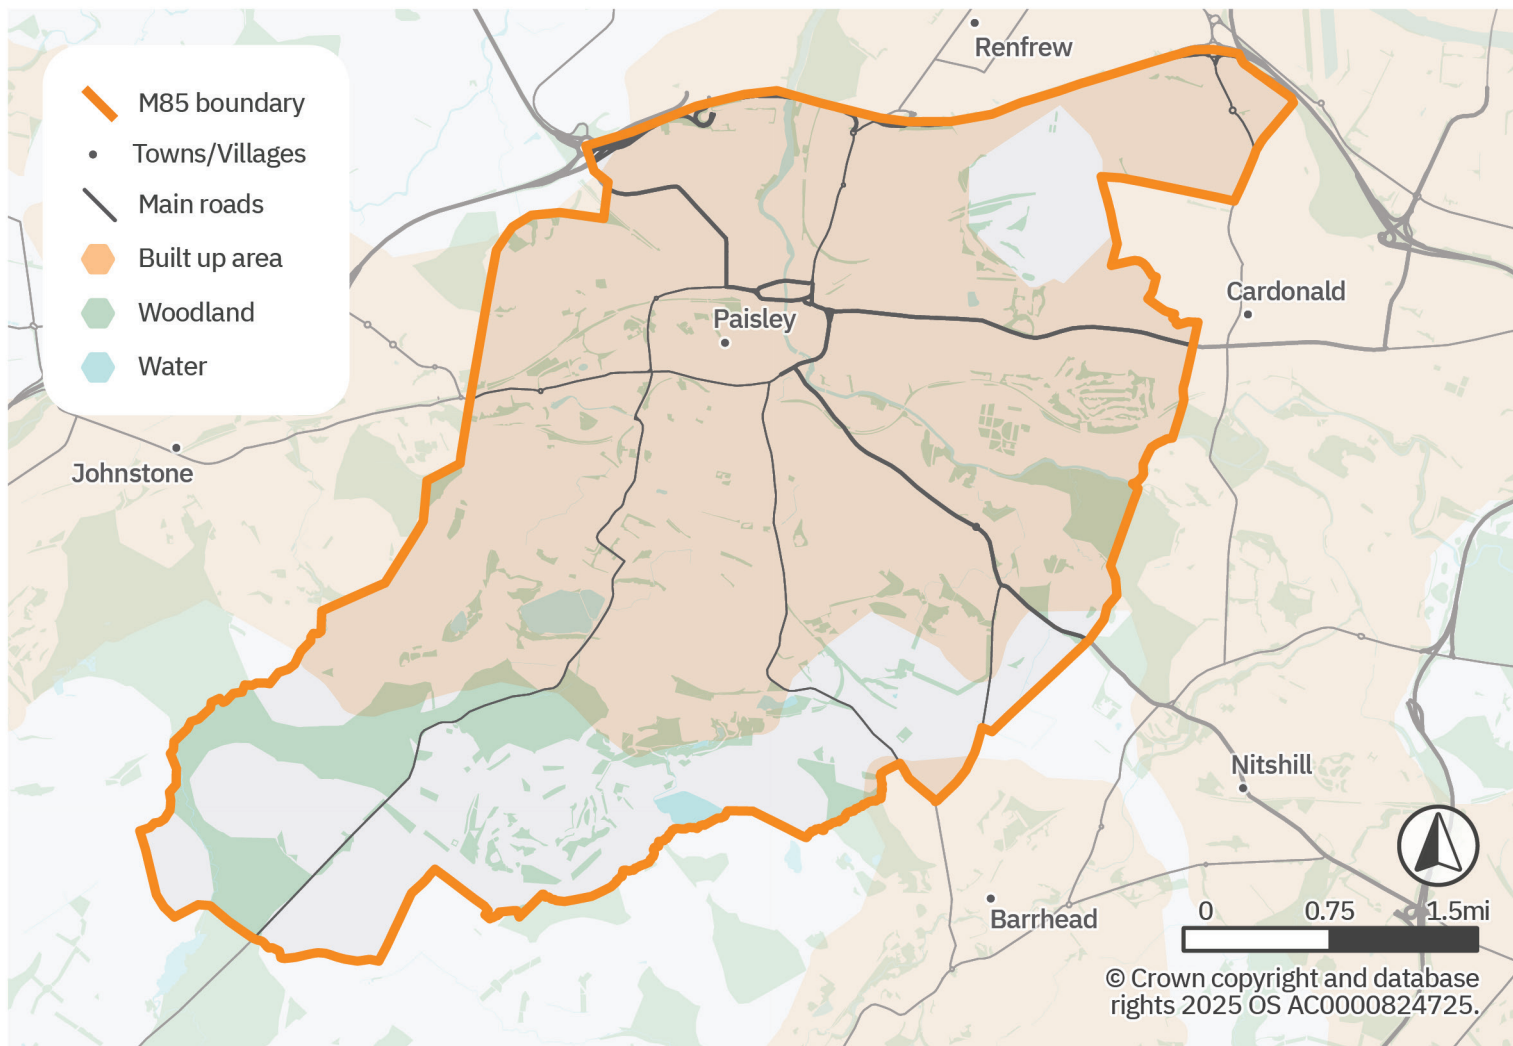 Renfrew
M85 boundary
Towns/Villages
Main roads
Built up area
Woodland
Water
Cardonald
Paisley
Johnstone
Nitshill
Barrhead
0 0.75 1.5mi
© Crown copyright and database
rights 2025 OS AC0000824725.